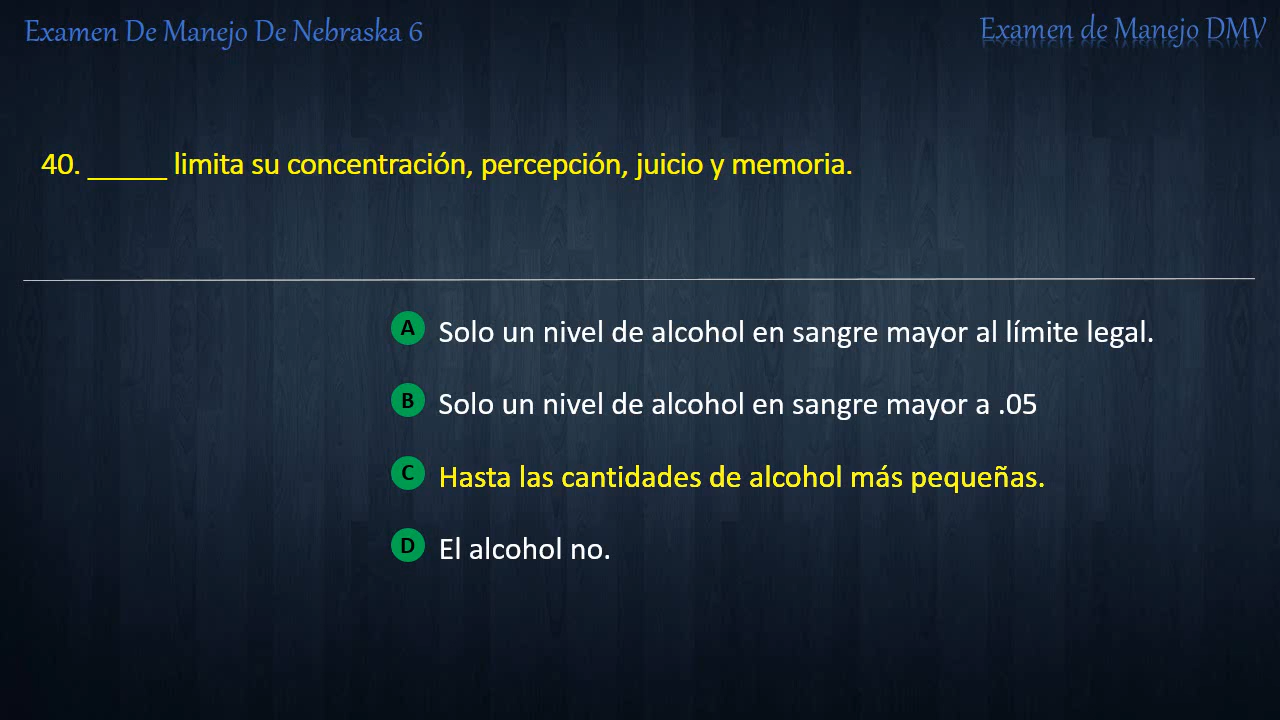 Examen De Manejo De Nebraska 6
Examen de Manejo DMV
40. _____ limita su concentración, percepción, juicio y memoria.
A Solo un nivel de alcohol en sangre mayor al límite legal.
B Solo un nivel de alcohol en sangre mayor a .05
C Hasta las cantidades de alcohol más pequeñas.
D El alcohol no.